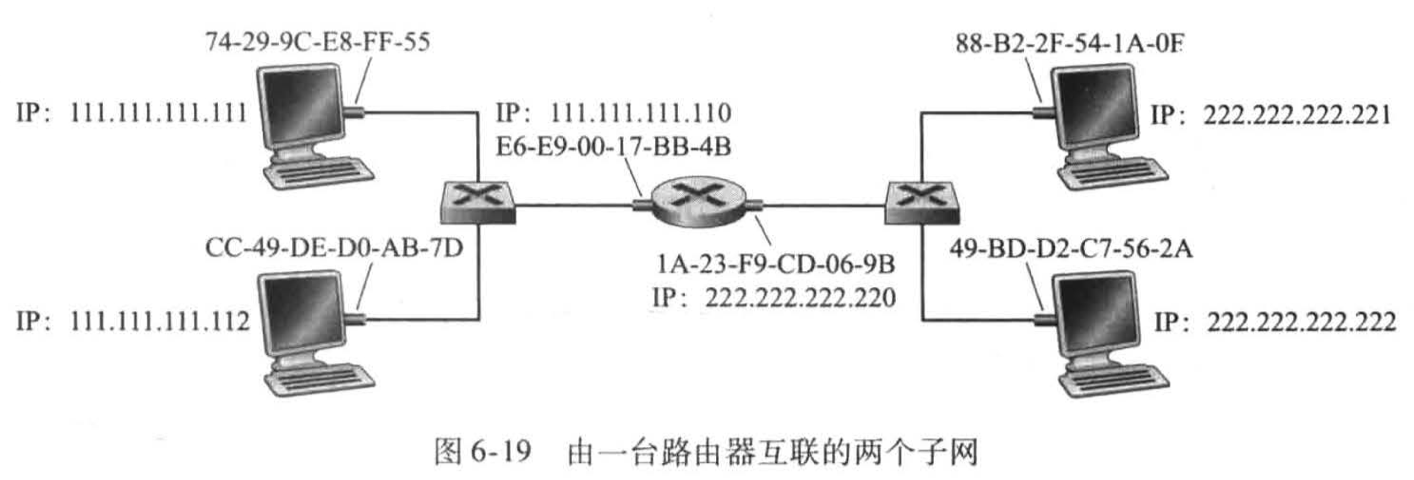 74-29-9C-E8-FF-55
88-B2-2F-54-1A-0F
IP：111.111.111.111
IP：111.111.111.110
E6-E9-00-17-BB-4B
IP：222.222.222.221
CC-49-DE-D0-AB-7D
1A-23-F9-CD-06-9B
IP：222.222.222.220
49-BD-D2-C7-56-2A
IP：111.111.111.112
IP：222.222.222.222
图 6-19 由一台路由器互联的两个子网